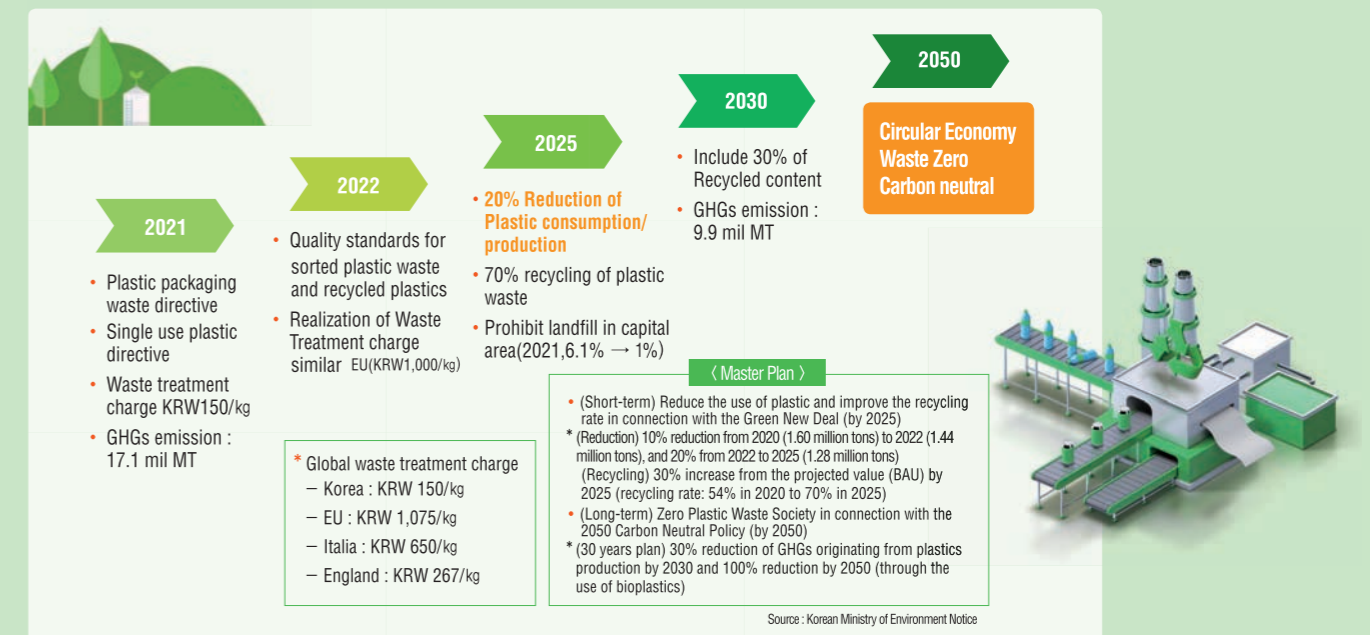 2021
• Plastic packaging
waste directive
• Single use plastic
directive
• Waste treatment
charge KRW150/kg
• GHGs emission :
17.1 mil MT
2022
• Quality standards for
sorted plastic waste
and recycled plastics
• Realization of Waste
Treatment charge
similar EU(KRW1,000/kg)
2025
• 20% Reduction of
Plastic consumption/
production
• 70% recycling of plastic
waste
• Prohibit landfill in capital
area(2021,6.1% → 1%)
2030
• Include 30% of
Recycled content
• GHGs emission :
9.9 mil MT
2050
Circular Economy
Waste Zero
Carbon neutral
* Global waste treatment charge
– Korea : KRW 150/kg
– EU : KRW 1,075/kg
– Italia : KRW 650/kg
– England : KRW 267/kg
〈 Master Plan 〉
• (Short-term) Reduce the use of plastic and improve the recycling
rate in connection with the Green New Deal (by 2025)
* (Reduction) 10% reduction from 2020 (1.60 million tons) to 2022 (1.44
million tons), and 20% from 2022 to 2025 (1.28 million tons)
(Recycling) 30% increase from the projected value (BAU) by
2025 (recycling rate: 54% in 2020 to 70% in 2025)
• (Long-term) Zero Plastic Waste Society in connection with the
2050 Carbon Neutral Policy (by 2050)
* (30 years plan) 30% reduction of GHGs originating from plastics
production by 2030 and 100% reduction by 2050 (through the
use of bioplastics)
Source : Korean Ministry of Environment Notice